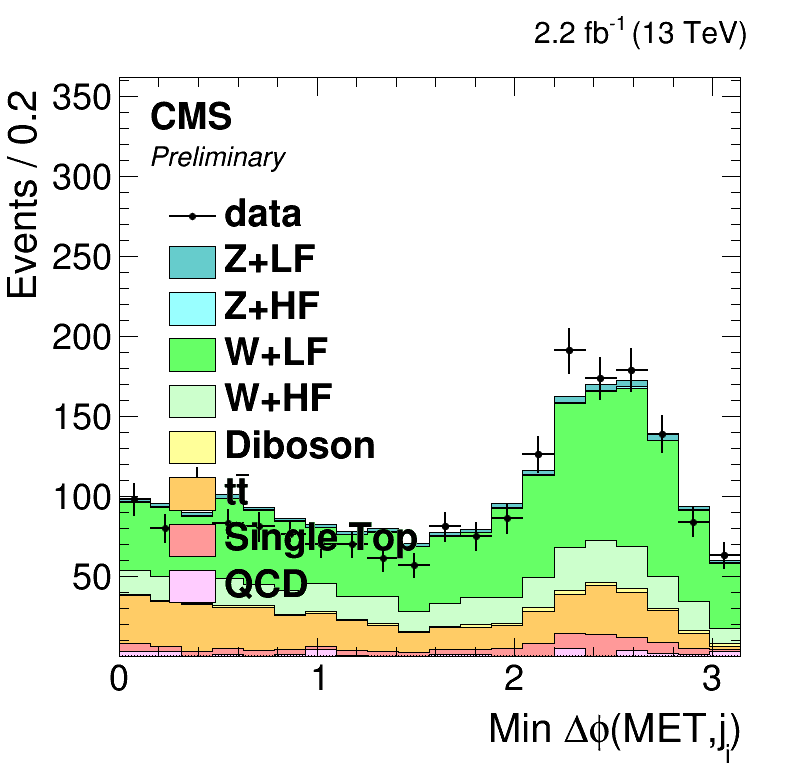 2.2 fb⁻¹ (13 TeV)
Events / 0.2
350
300
250
200
150
100
50
CMS
Preliminary
data
Z+LF
Z+HF
W+LF
W+HF
Diboson
tt̄
Single Top
QCD
0 1 2 3
Min Δϕ(MET,jᵢ)